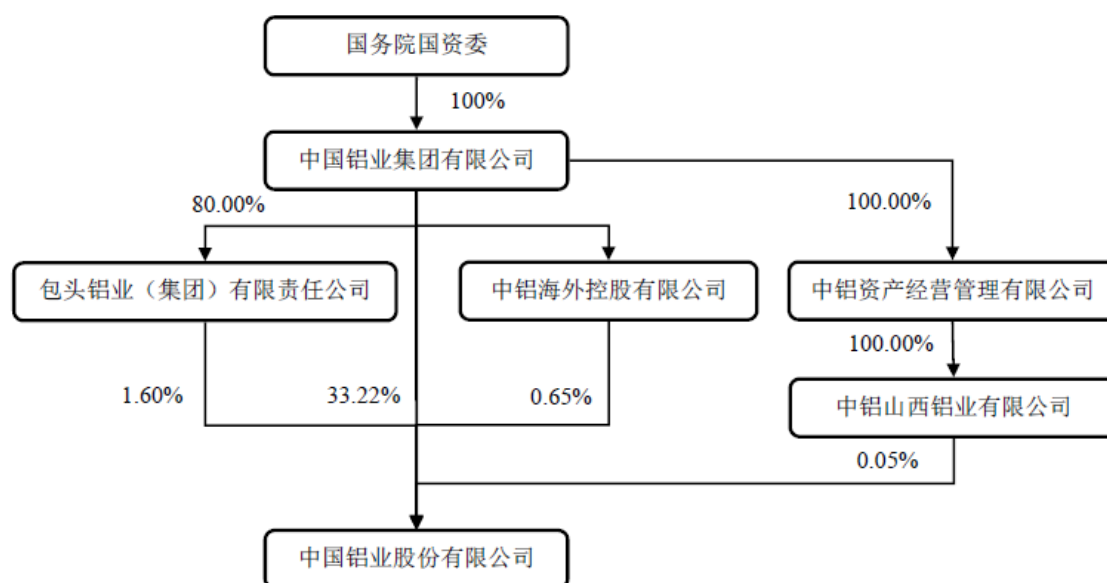 国务院国资委
100%
中国铝业集团有限公司
80.00%
100.00%
包头铝业（集团）有限责任公司
中铝海外控股有限公司
中铝资产经营管理有限公司
100.00%
1.60%
33.22%
0.65%
中铝山西铝业有限公司
0.05%
中国铝业股份有限公司